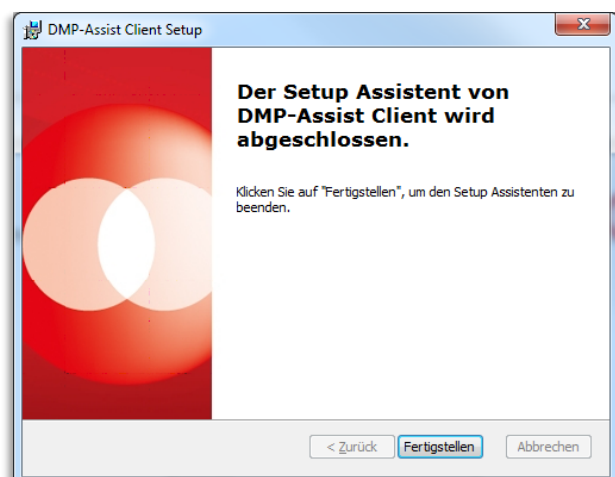 DMP-Assist Client Setup
Der Setup Assistent von
DMP-Assist Client wird
abgeschlossen.
Klicken Sie auf "Fertigstellen", um den Setup Assistenten zu
beenden.
< Zurück Fertigstellen Abbrechen